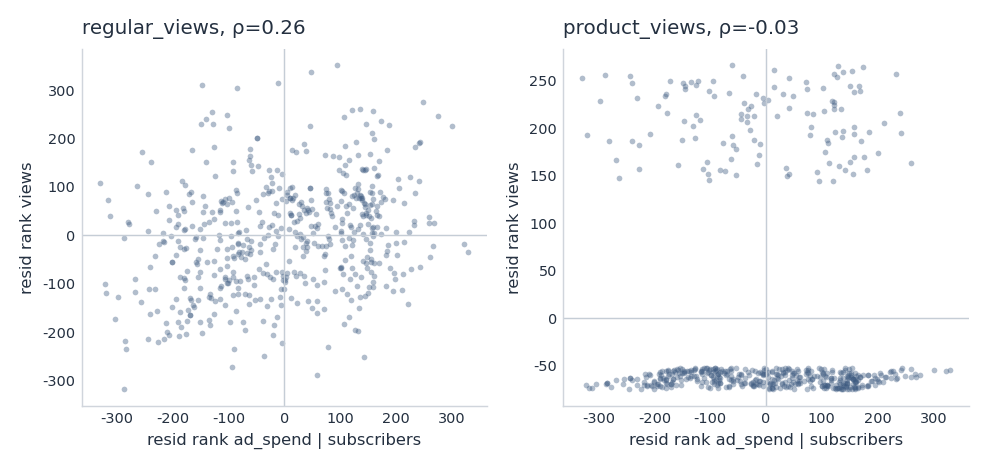 regular_views, ρ=0.26
300
200
100
0
-100
-200
-300
resid rank views
-300 -200 -100 0 100 200 300
resid rank ad_spend | subscribers
product_views, ρ=-0.03
250
200
150
100
50
0
-50
resid rank views
-300 -200 -100 0 100 200 300
resid rank ad_spend | subscribers